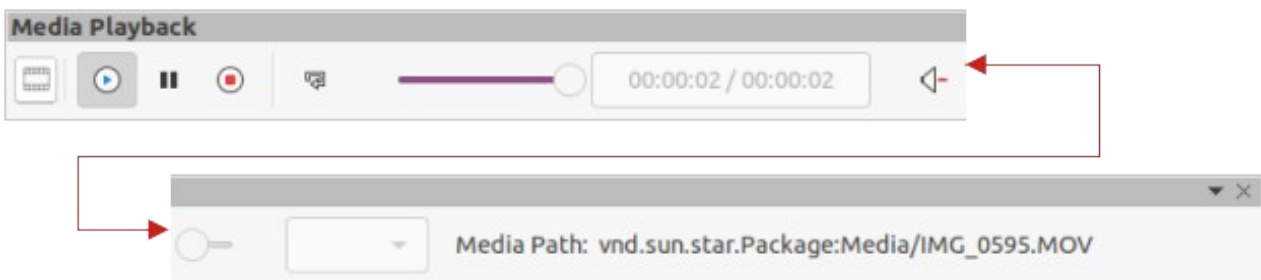 Media Playback
00:00:02 / 00:00:02
Media Path: vnd.sun.star.Package:Media/IMG_0595.MOV